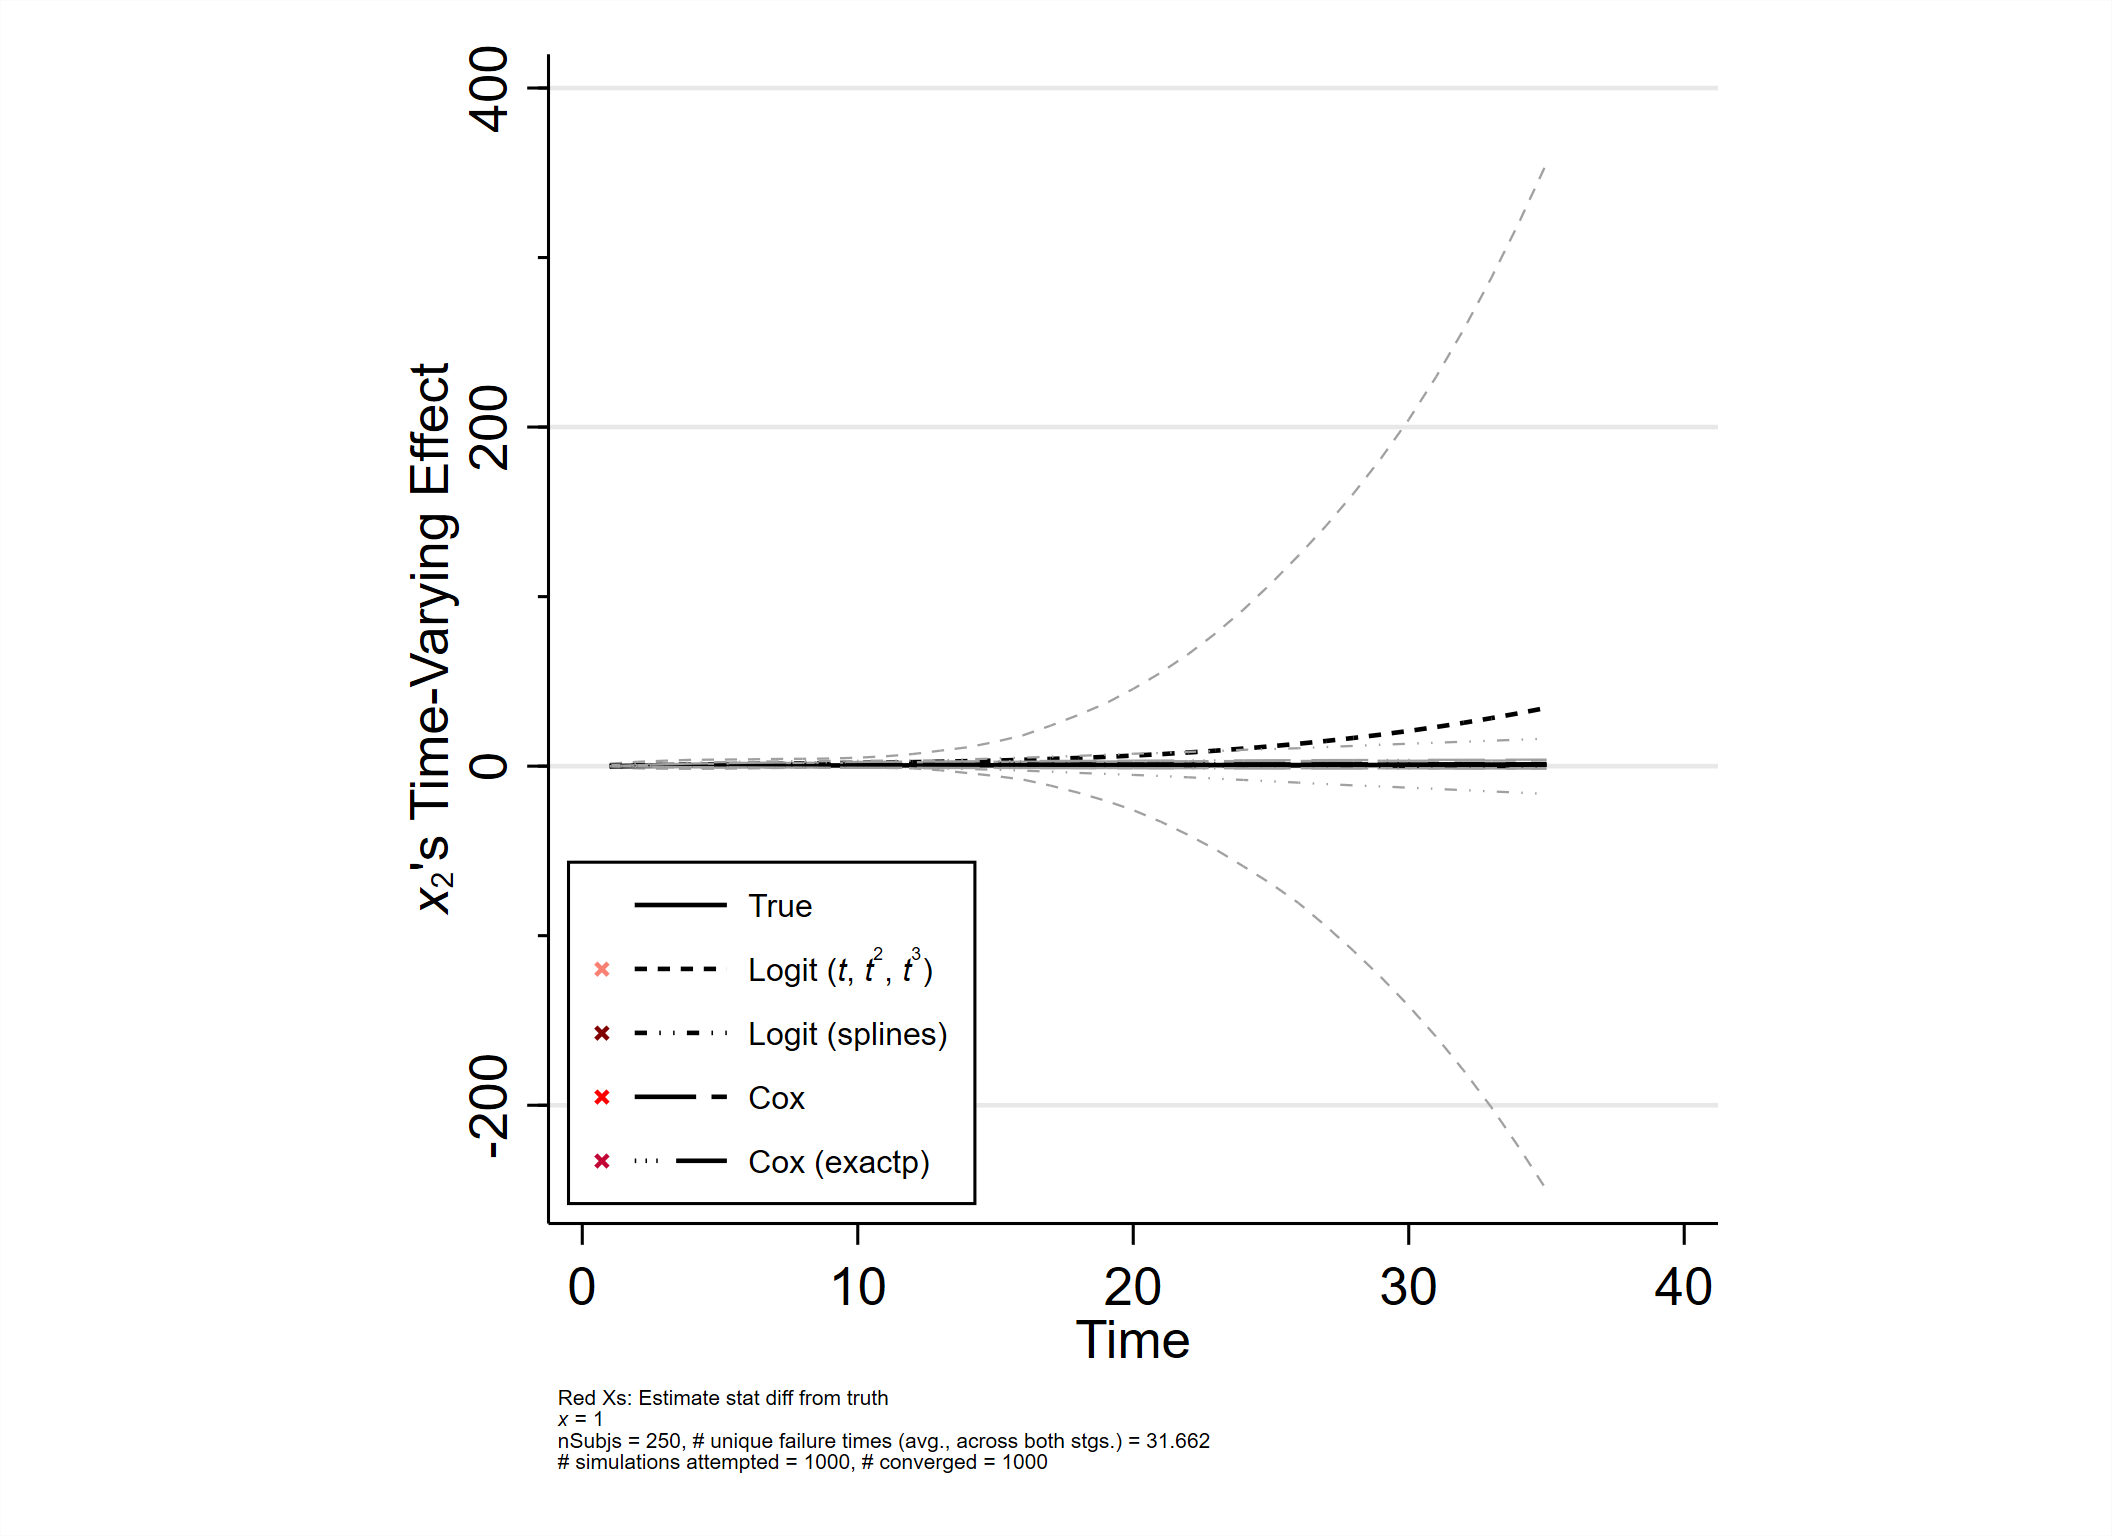 400
200
0
-200
x₂'s Time-Varying Effect
True
Logit (t, t², t³)
Logit (splines)
Cox
Cox (exactp)
0 10 20 30 40
Time
Red Xs: Estimate stat diff from truth
x = 1
nSubjs = 250, # unique failure times (avg., across both stgs.) = 31.662
# simulations attempted = 1000, # converged = 1000